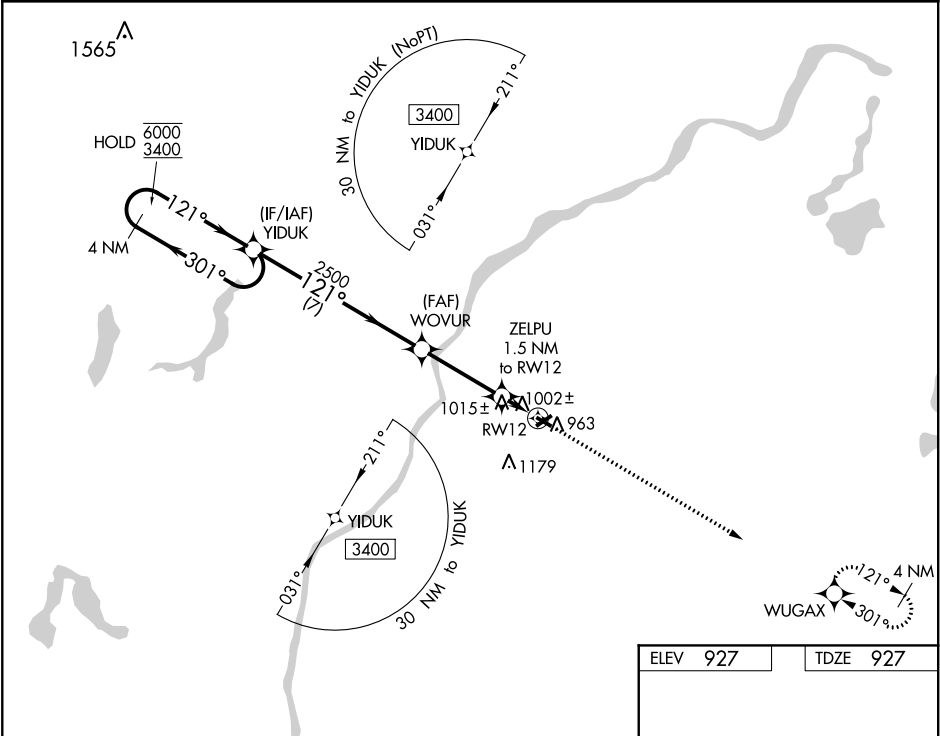 1565
HOLD
6000
3400
4 NM
121°
301°
(IF/IAF)
YIDUK
30 NM to YIDUK (NoPT)
211°
3400
YIDUK
031°
2500
121°
(7)
(FAF)
WOVUR
ZELPU
1.5 NM
to RW12
1015±
1002±
RW12
963
1179
211°
YIDUK
3400
031°
30 NM to YIDUK
121°
4 NM
301°
WUGAX
ELEV 927
TDZE 927